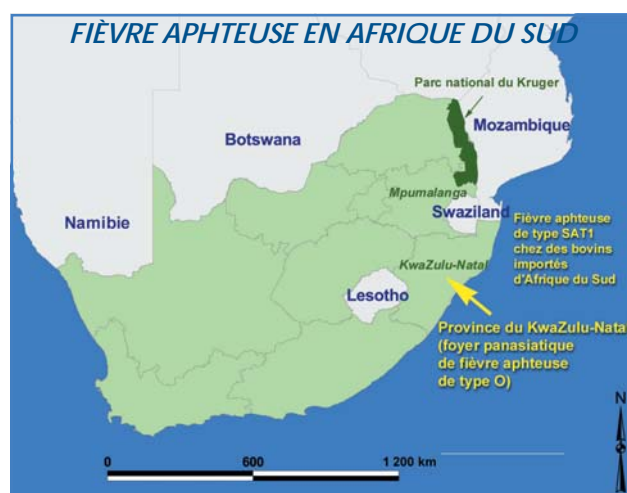 FIÈVRE APHTEUSE EN AFRIQUE DU SUD
Parc national du Kruger
Mozambique
Botswana
Mpumalanga
Swaziland
Namibie
Fièvre aphteuse
de type SAT1
chez des bovins
importés
d'Afrique du Sud
KwaZulu-Natal
Lesotho
Province du KwaZulu-Nata
(foyer panasiatique
de fièvre aphteuse
de type O)
N
0 600 1 200 km